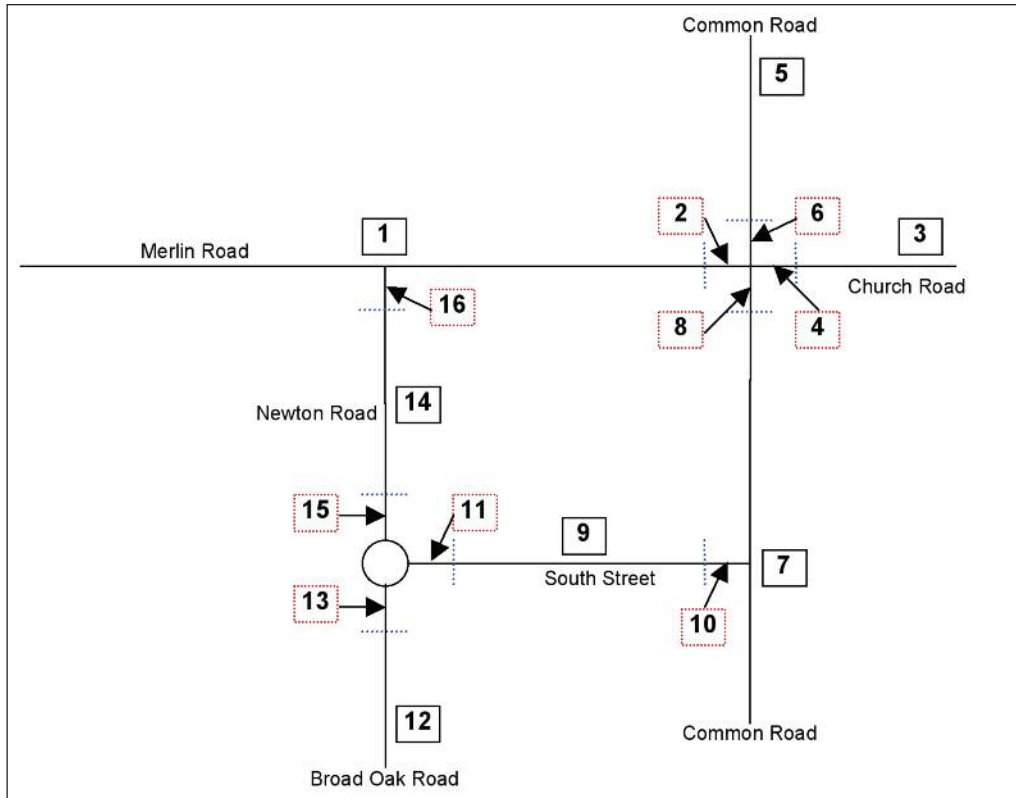 Common Road
5
2
6
1
3
Merlin Road
Church Road
16
8
4
14
Newton Road
15
11
9
7
South Street
13
10
12
Common Road
Broad Oak Road